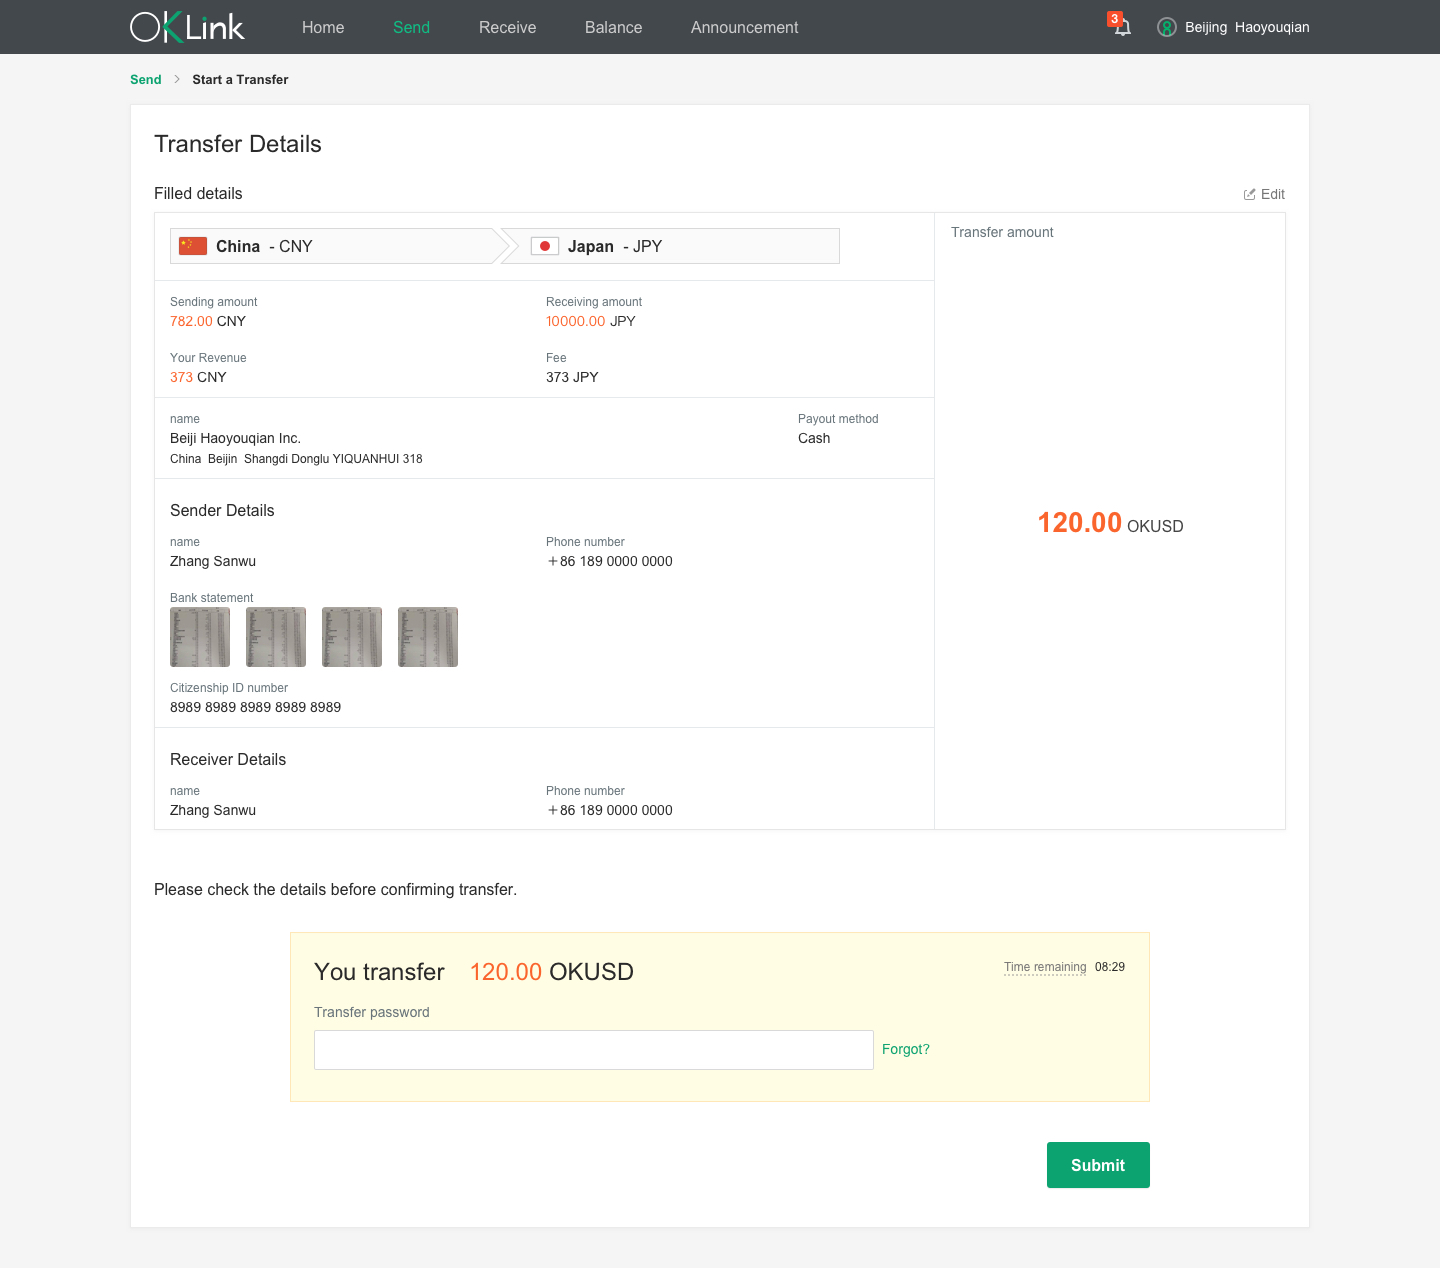 OKLink Home Send Receive Balance Announcement 3 Beijing Haoyouqian
Send > Start a Transfer
Transfer Details
Filled details Edit
China - CNY Japan - JPY
Transfer amount
Sending amount Receiving amount
782.00 CNY 10000.00 JPY
Your Revenue Fee
373 CNY 373 JPY
name Payout method
Beiji Haoyouqian Inc. Cash
China Beijin Shangdi Donglu YIQUANHUI 318
120.00 OKUSD
Sender Details
name Phone number
Zhang Sanwu +86 189 0000 0000
Bank statement
Citizenship ID number
8989 8989 8989 8989 8989
Receiver Details
name Phone number
Zhang Sanwu +86 189 0000 0000
Please check the details before confirming transfer.
You transfer 120.00 OKUSD Time remaining 08:29
Transfer password
Forgot?
Submit